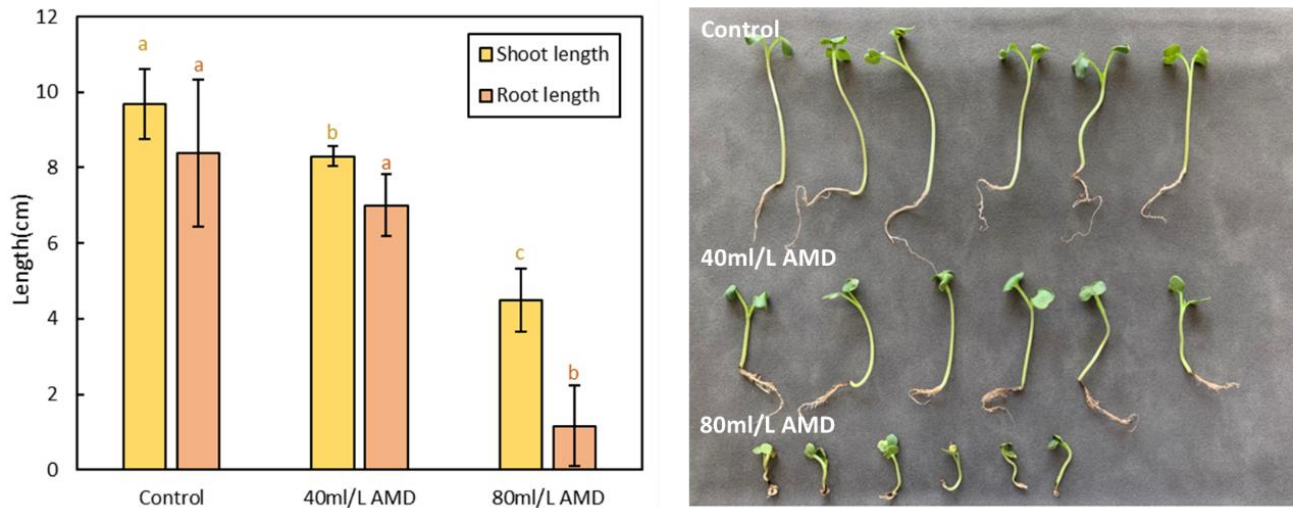 12
10
8
6
4
2
0
Length(cm)
a
a
b
a
c
b
Shoot length
Root length
Control
40ml/L AMD
80ml/L AMD
Control
40ml/L AMD
80ml/L AMD